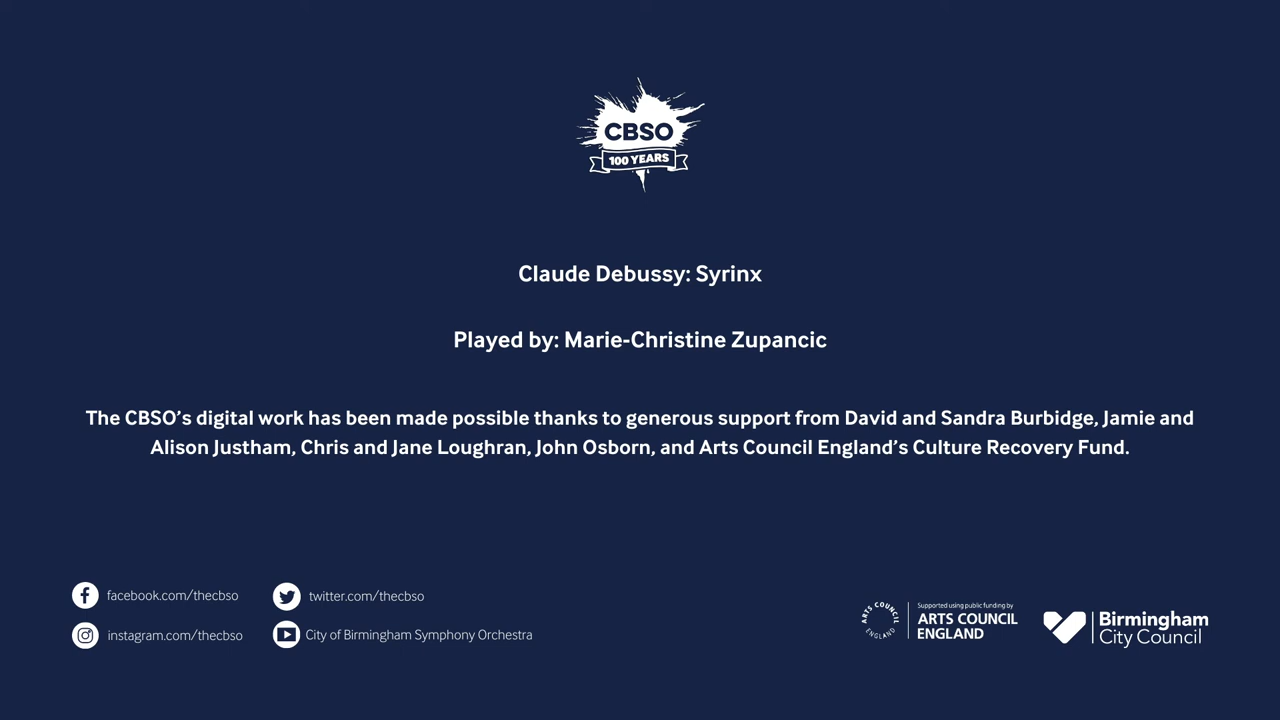 CBSO
100 YEARS
Claude Debussy: Syrinx
Played by: Marie-Christine Zupancic
The CBSO’s digital work has been made possible thanks to generous support from David and Sandra Burbidge, Jamie and
Alison Justham, Chris and Jane Loughran, John Osborn, and Arts Council England’s Culture Recovery Fund.
facebook.com/thecbso
twitter.com/thecbso
instagram.com/thecbso
City of Birmingham Symphony Orchestra
ARTS COUNCIL
ENGLAND
Supported using public funding by
ARTS COUNCIL
ENGLAND
Birmingham
City Council